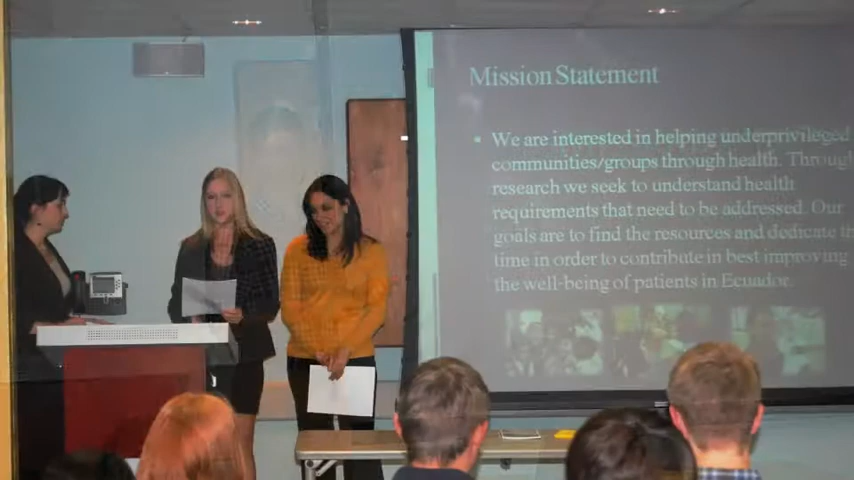 Mission Statement
• We are interested in helping underprivileged
communities/groups through health. Through
research we seek to understand health
requirements that need to be addressed. Our
goals are to find the resources and dedicate the
time in order to contribute in best improving
the well-being of patients in Ecuador.